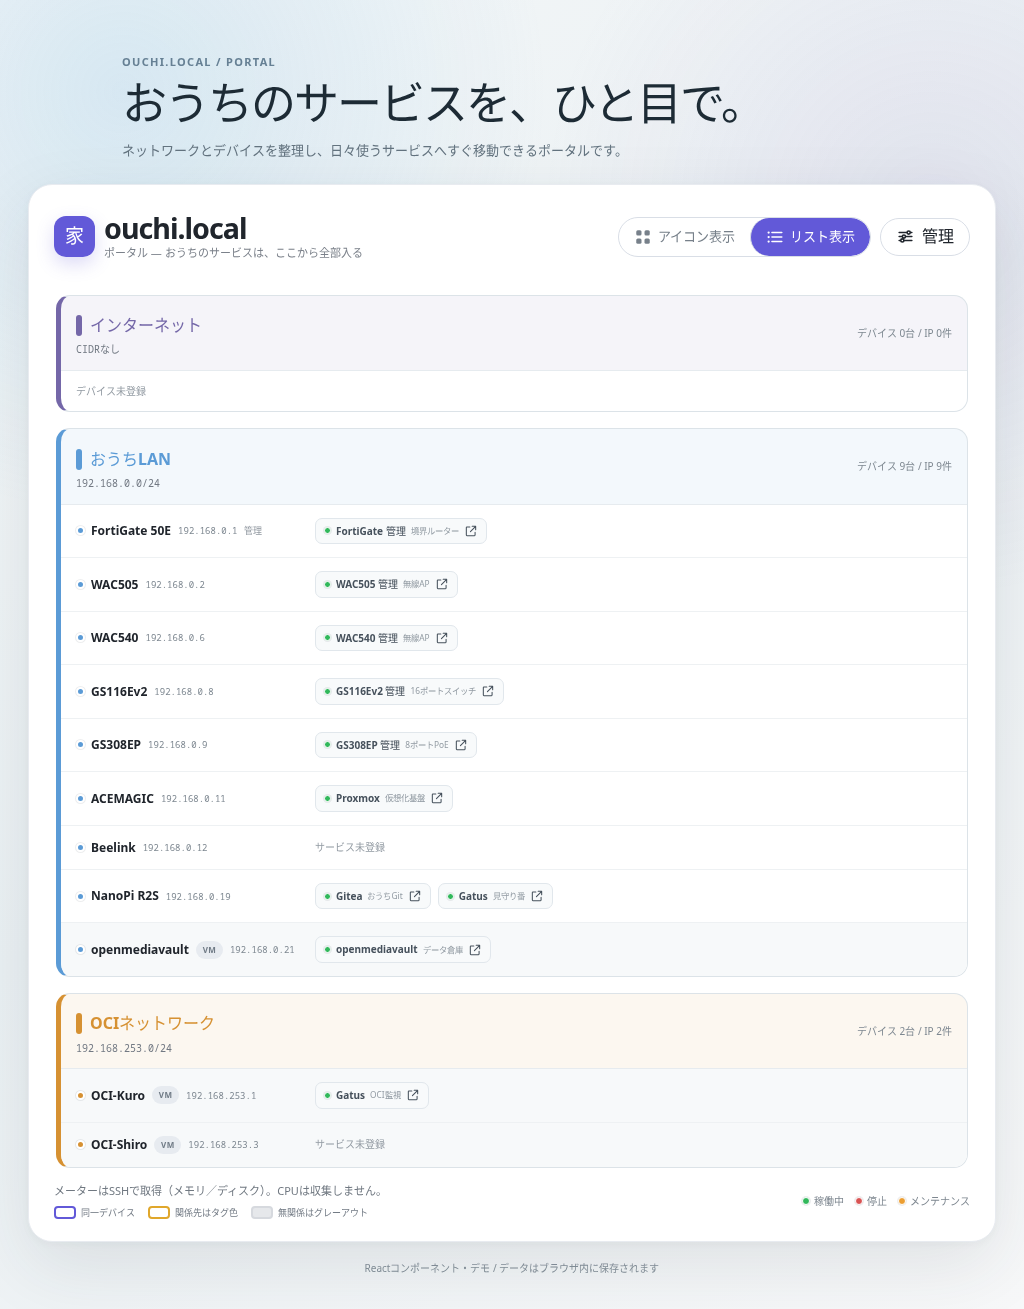 OUCHI.LOCAL / PORTAL
おうちのサービスを、ひと目で。
ネットワークとデバイスを整理し、日々使うサービスへすぐ移動できるポータルです。
家
ouchi.local
ポータル — おうちのサービスは、ここから全部入る
アイコン表示 リスト表示 管理
インターネット
CIDRなし
デバイス 0台 / IP 0件
デバイス未登録
おうちLAN
192.168.0.0/24
デバイス 9台 / IP 9件
FortiGate 50E 192.168.0.1 管理 FortiGate 管理 境界ルーター
WAC505 192.168.0.2 WAC505 管理 無線AP
WAC540 192.168.0.6 WAC540 管理 無線AP
GS116Ev2 192.168.0.8 GS116Ev2 管理 16ポートスイッチ
GS308EP 192.168.0.9 GS308EP 管理 8ポートPoE
ACEMAGIC 192.168.0.11 Proxmox 仮想化基盤
Beelink 192.168.0.12 サービス未登録
NanoPi R2S 192.168.0.19 Gitea おうちGit Gatus 見守り番
openmediavault VM 192.168.0.21 openmediavault データ倉庫
OCIネットワーク
192.168.253.0/24
デバイス 2台 / IP 2件
OCI-Kuro VM 192.168.253.1 Gatus OCI監視
OCI-Shiro VM 192.168.253.3 サービス未登録
メーターはSSHで取得（メモリ／ディスク）。CPUは収集しません。
同一デバイス 関係先はタグ色 無関係はグレーアウト
稼働中 停止 メンテナンス
Reactコンポーネント・デモ / データはブラウザ内に保存されます